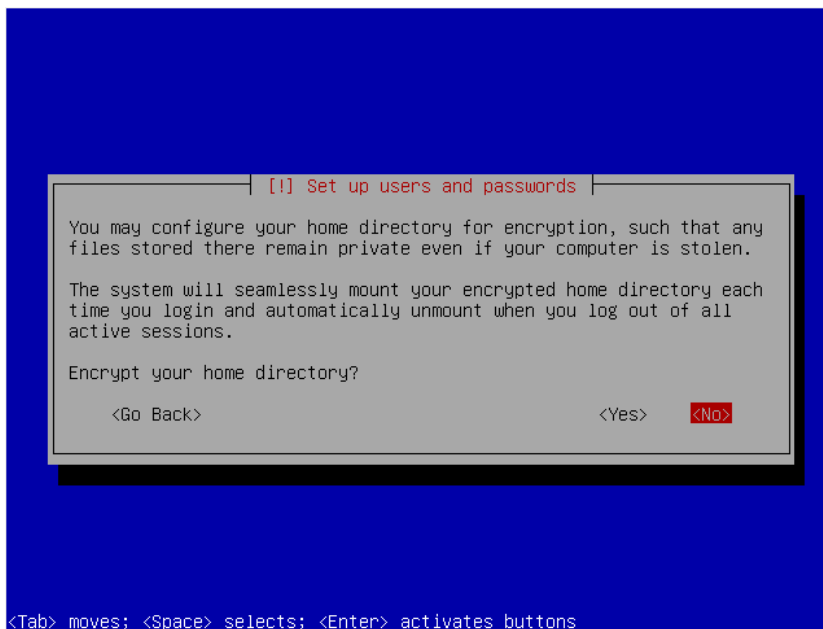 [!] Set up users and passwords
You may configure your home directory for encryption, such that any
files stored there remain private even if your computer is stolen.
The system will seamlessly mount your encrypted home directory each
time you login and automatically unmount when you log out of all
active sessions.
Encrypt your home directory?
<Go Back> <Yes> <No>
<Tab> moves; <Space> selects; <Enter> activates buttons